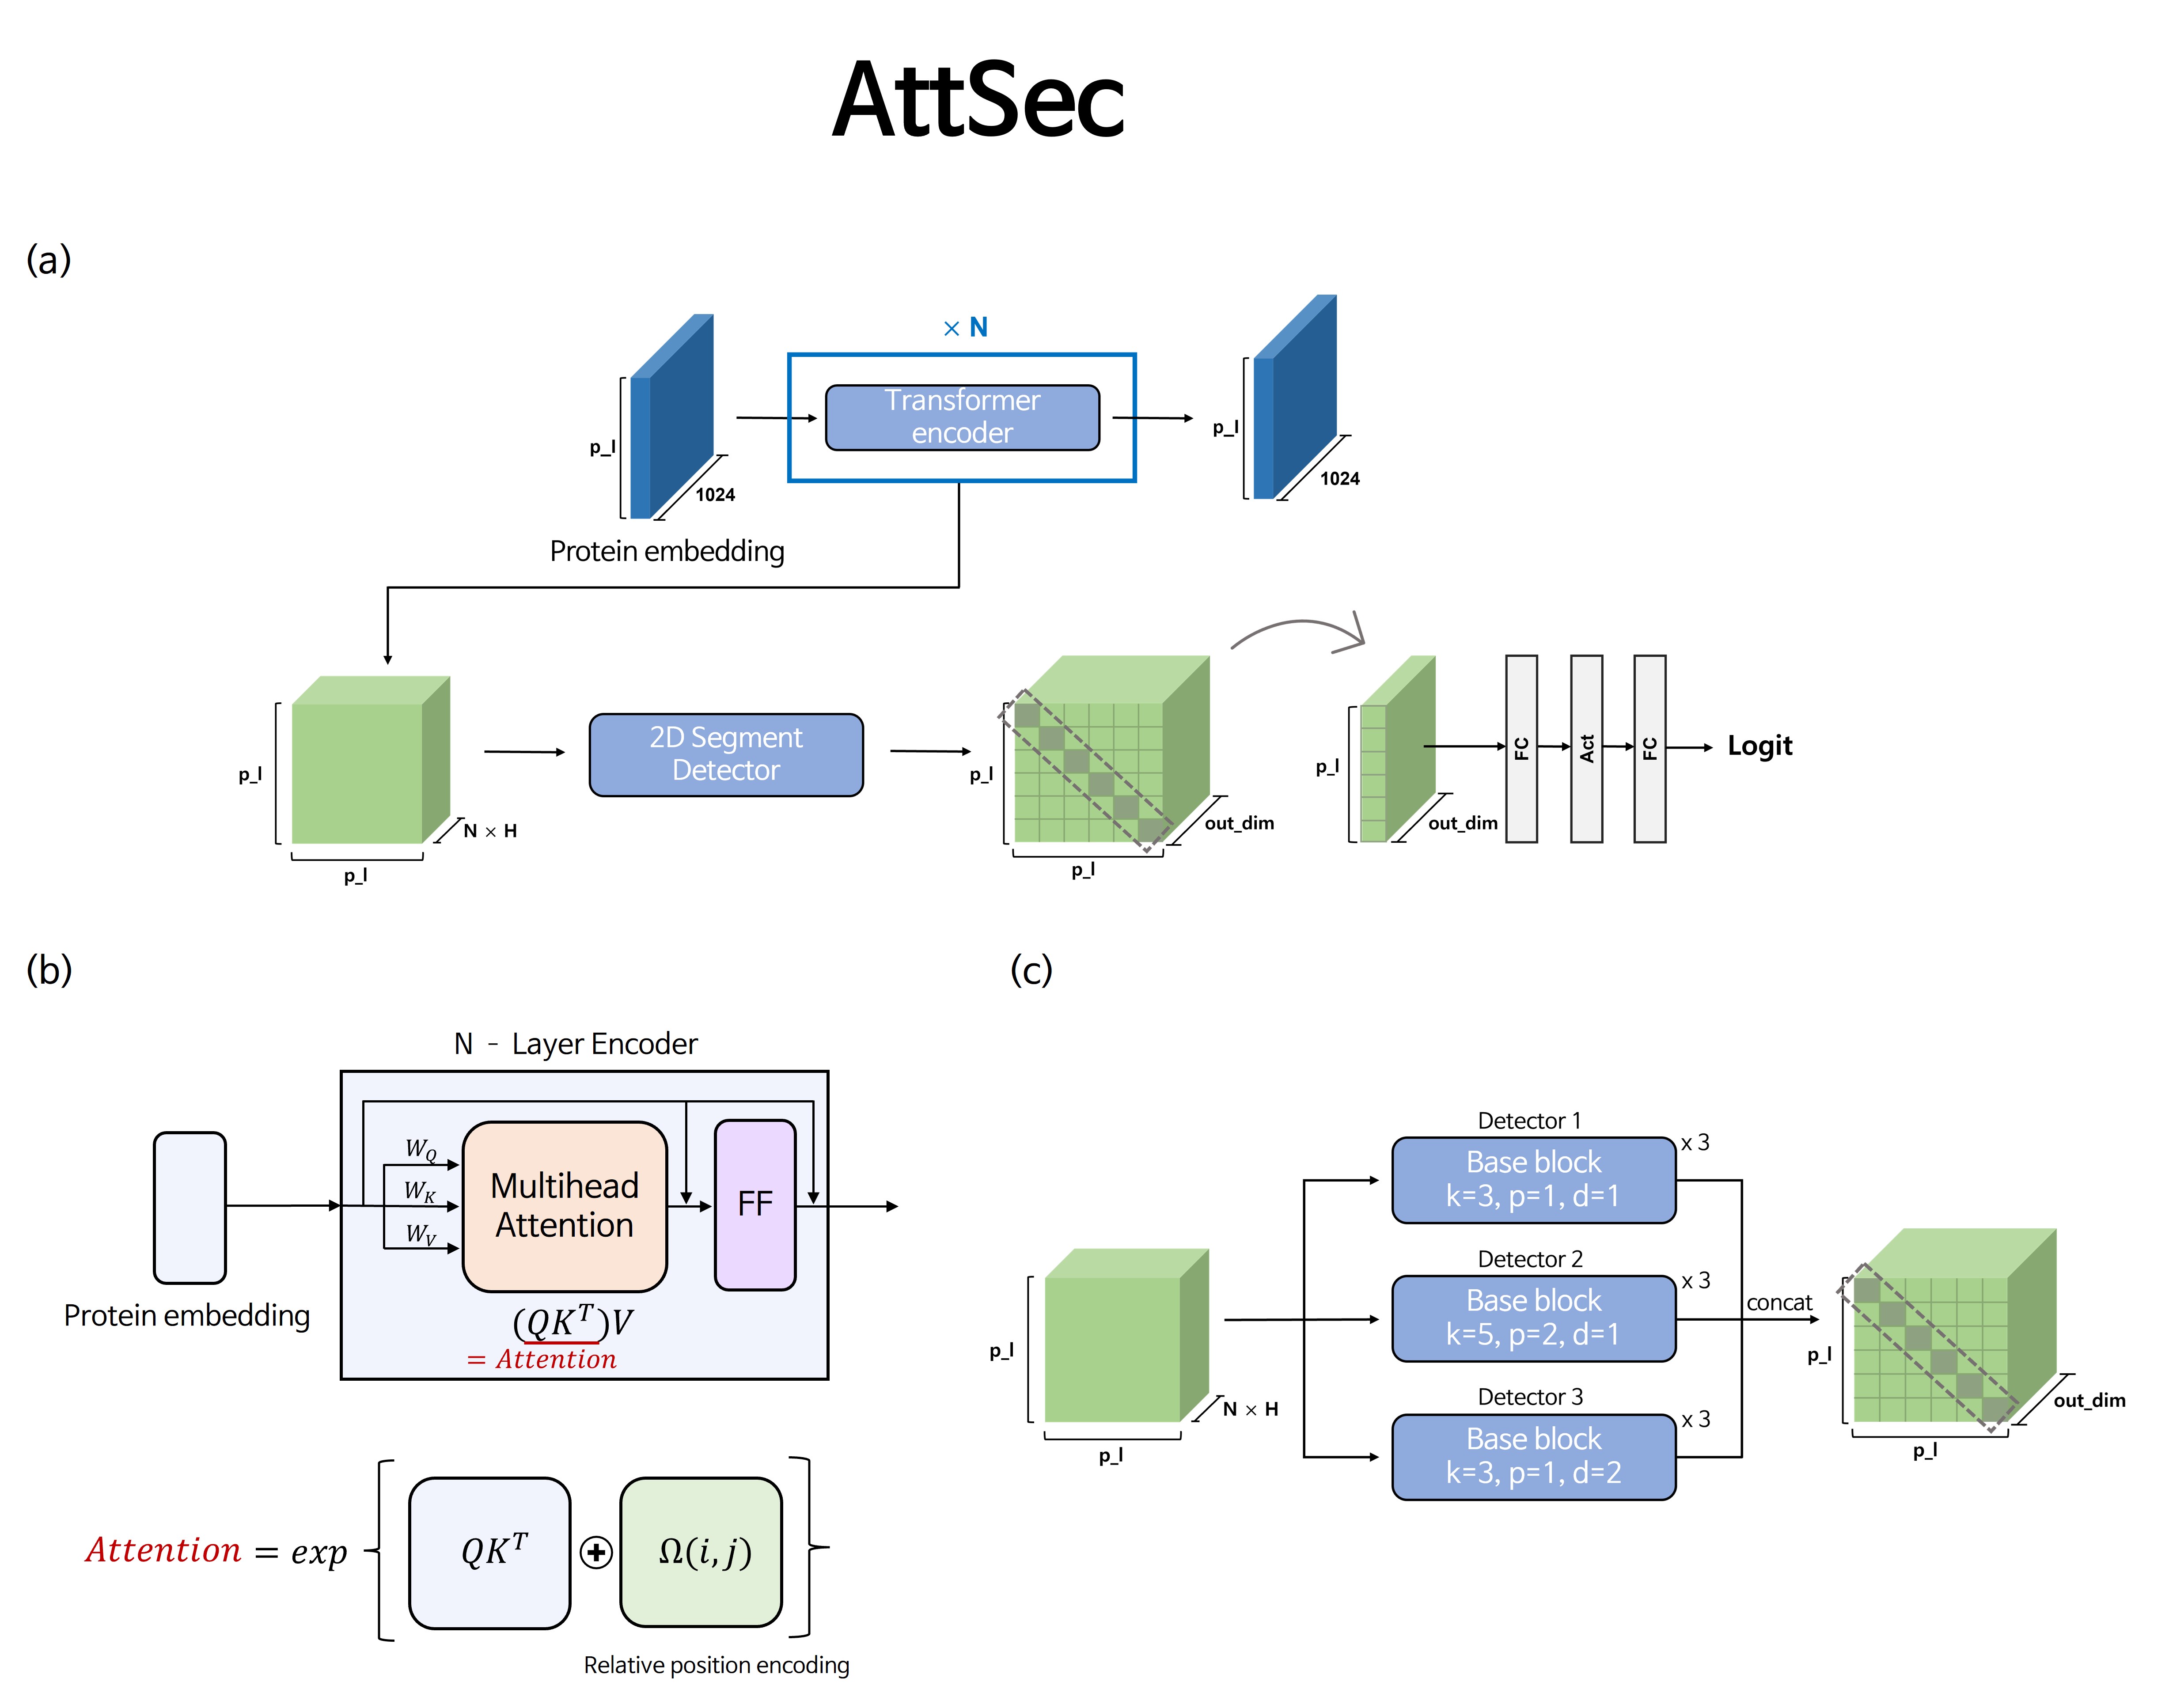 AttSec
(a)
× N
Transformer
encoder
p_l
1024
p_l
1024
Protein embedding
2D Segment
Detector
p_l
N × H
p_l
p_l
out_dim
p_l
p_l
out_dim
FC
Act
FC
Logit
(b)
N - Layer Encoder
W_Q
W_K
W_V
Multihead
Attention
FF
(QK^T)V
= Attention
Protein embedding
Attention = exp { QK^T ⊕ Ω(i,j) }
Relative position encoding
(c)
p_l
N × H
p_l
Detector 1
Base block
k=3, p=1, d=1
x 3
Detector 2
Base block
k=5, p=2, d=1
x 3
Detector 3
Base block
k=3, p=1, d=2
x 3
concat
p_l
out_dim
p_l